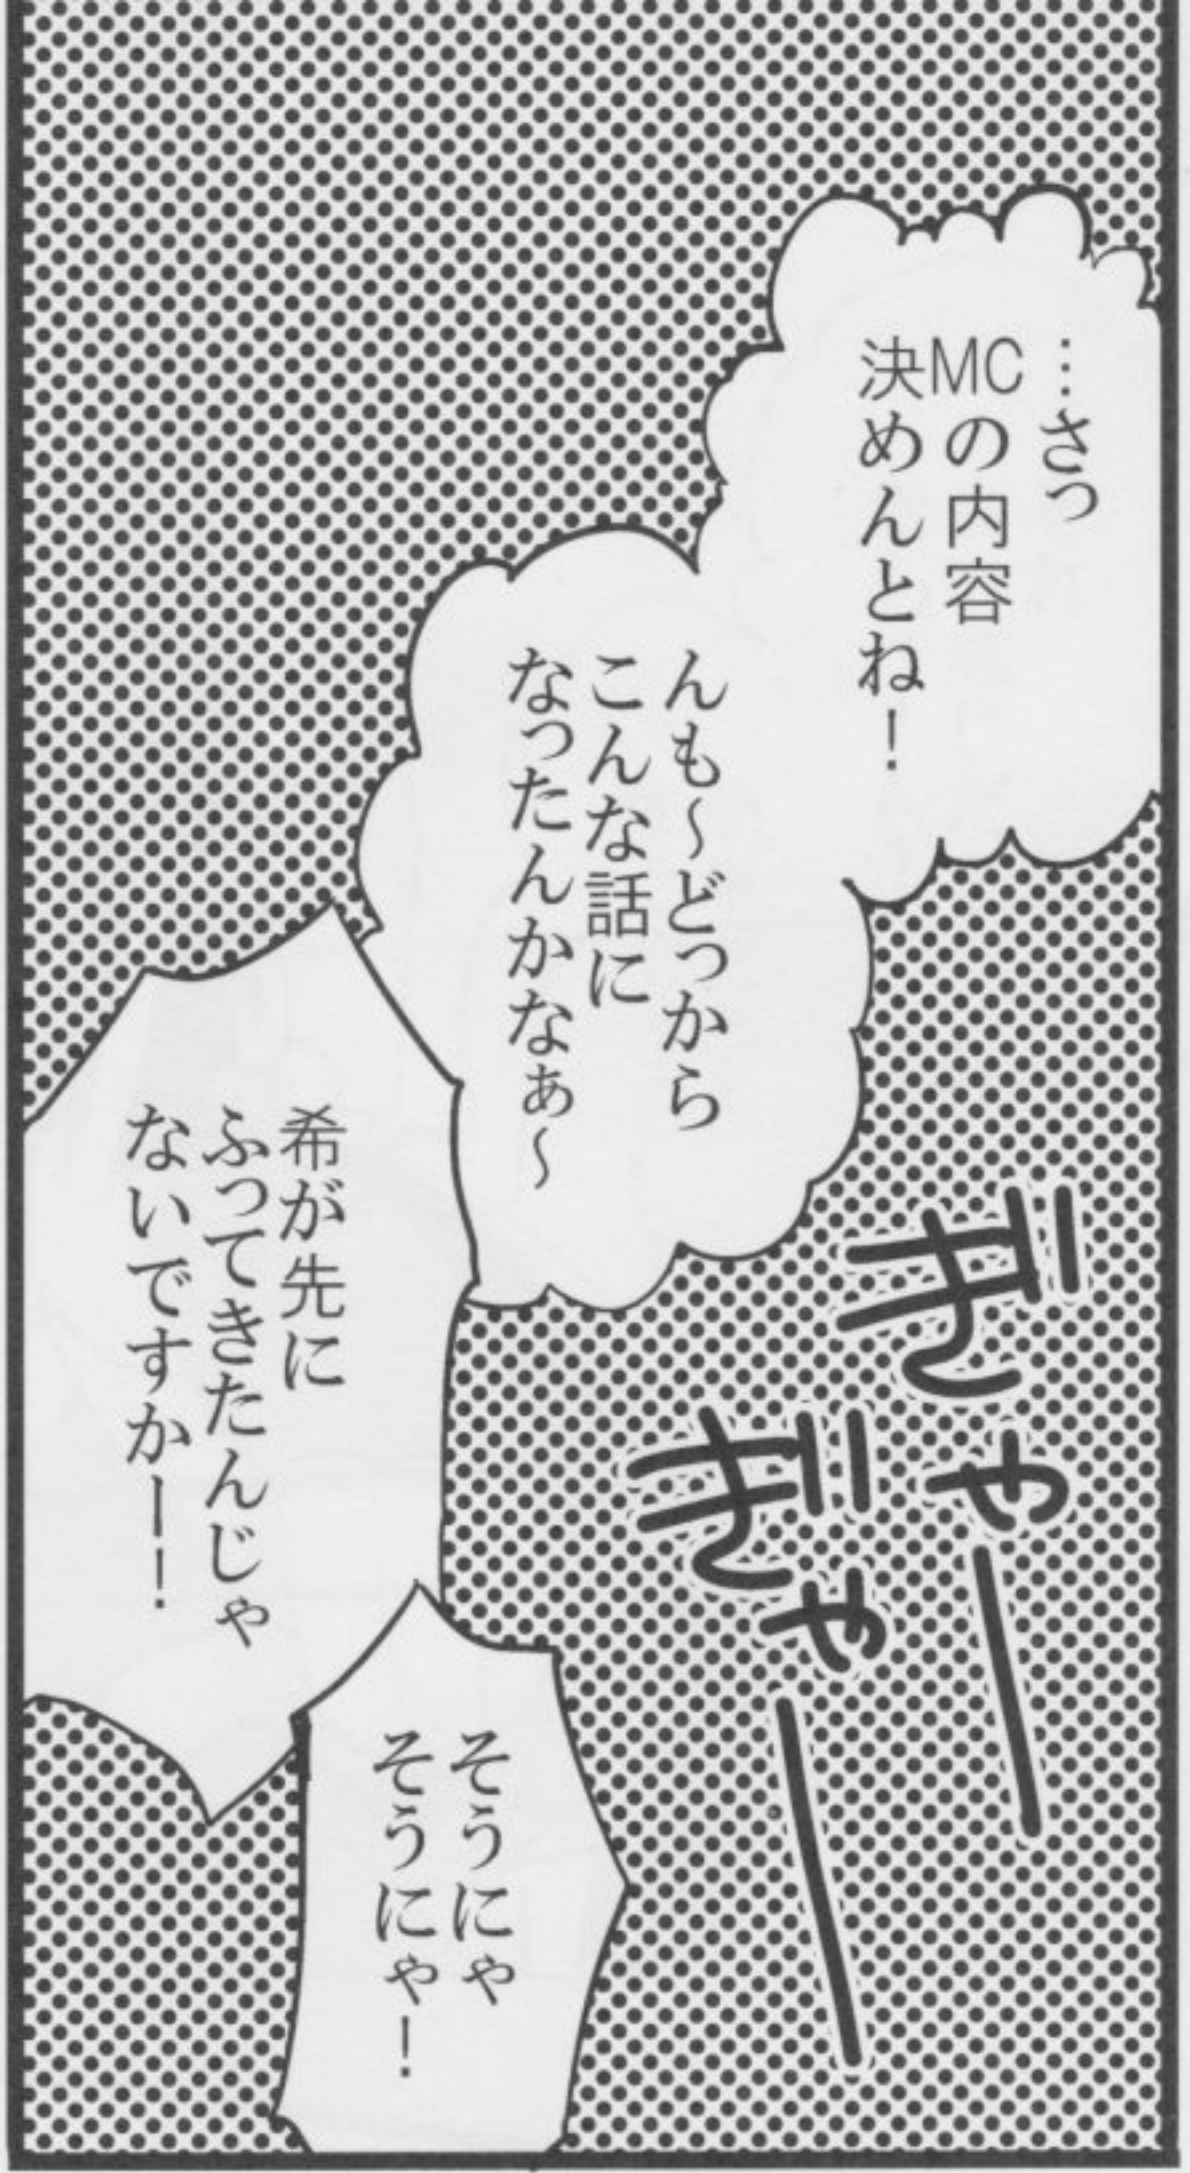 …さっ
MCの内容
決めんとね！
んも～どっから
こんな話に
なったんかなぁ～
希が先に
ふってきたんじゃ
ないですかー！
ぎゃー
ぎゃー
そうにゃ
そうにゃ！